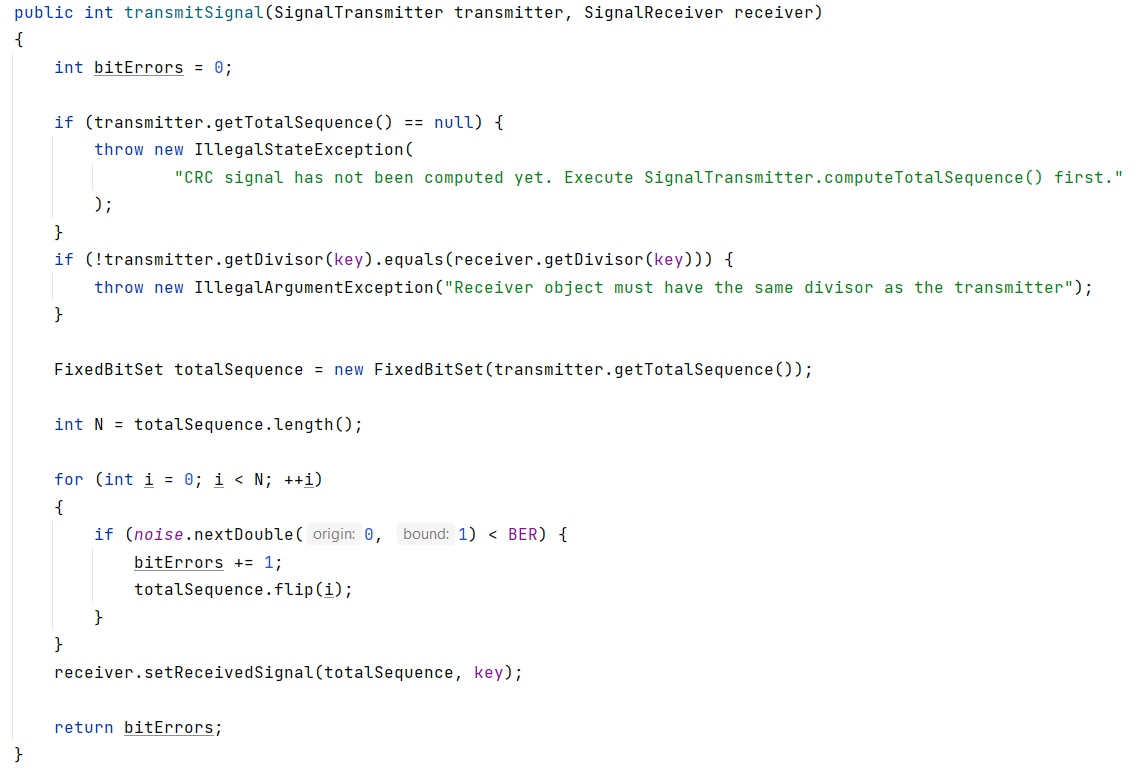 public int transmitSignal(SignalTransmitter transmitter, SignalReceiver receiver)
{
    int bitErrors = 0;

    if (transmitter.getTotalSequence() == null) {
        throw new IllegalStateException(
                "CRC signal has not been computed yet. Execute SignalTransmitter.computeTotalSequence() first."
        );
    }
    if (!transmitter.getDivisor(key).equals(receiver.getDivisor(key))) {
        throw new IllegalArgumentException("Receiver object must have the same divisor as the transmitter");
    }

    FixedBitSet totalSequence = new FixedBitSet(transmitter.getTotalSequence());

    int N = totalSequence.length();

    for (int i = 0; i < N; ++i)
    {
        if (noise.nextDouble( origin: 0, bound: 1) < BER) {
            bitErrors += 1;
            totalSequence.flip(i);
        }
    }
    receiver.setReceivedSignal(totalSequence, key);

    return bitErrors;
}